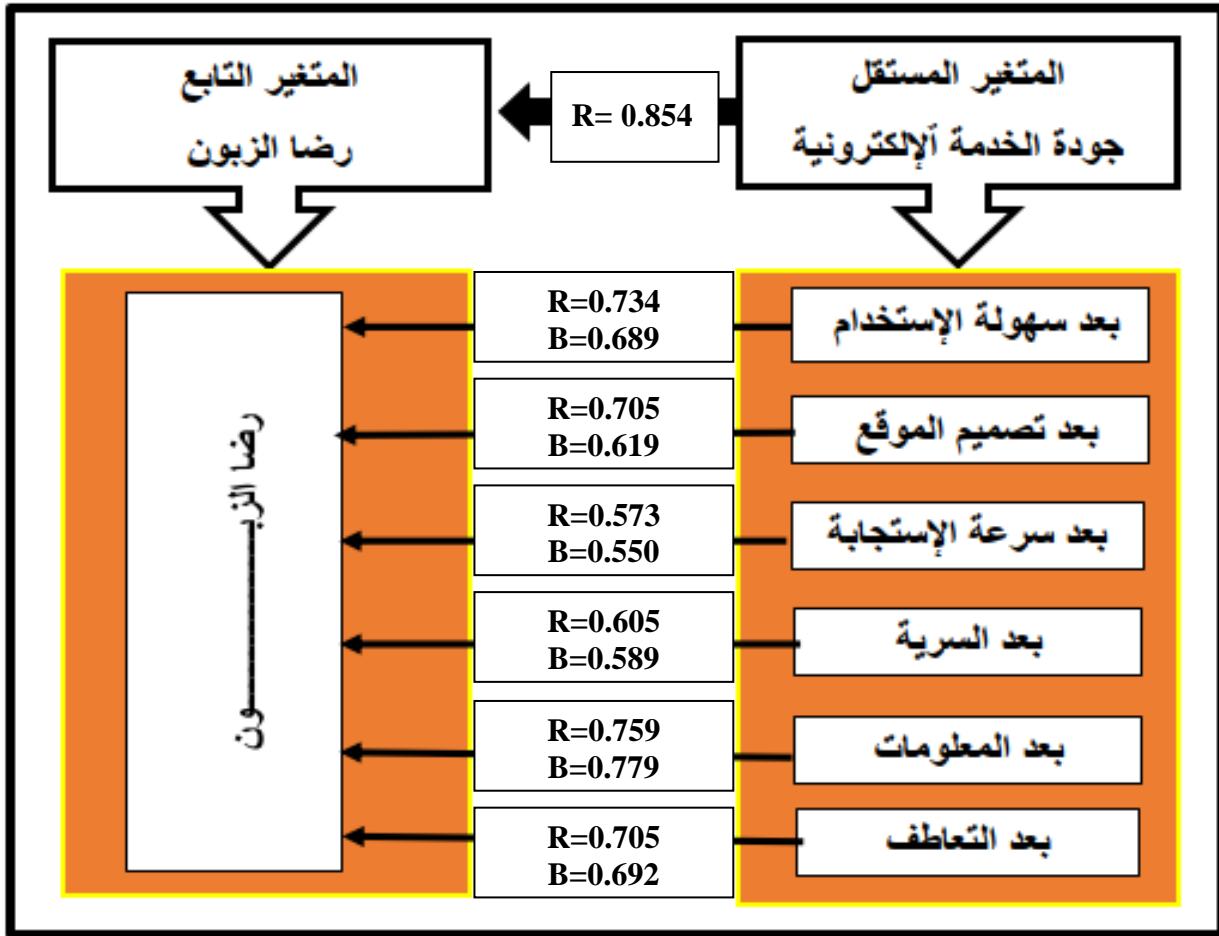 المتغير المستقل
جودة الخدمة ألإلكترونية
R= 0.854
المتغير التابع
رضا الزبون
بعد سهولة الإستخدام
R=0.734
B=0.689
بعد تصميم الموقع
R=0.705
B=0.619
بعد سرعة الإستجابة
R=0.573
B=0.550
بعد السرية
R=0.605
B=0.589
بعد المعلومات
R=0.759
B=0.779
بعد التعاطف
R=0.705
B=0.692
رضا الزبـــــــــون